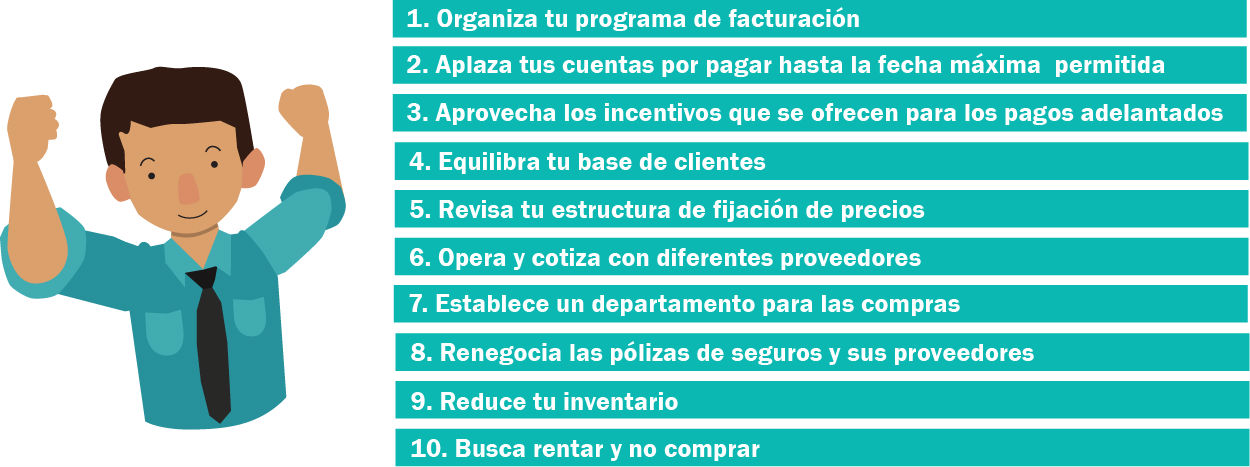 1. Organiza tu programa de facturación
2. Aplaza tus cuentas por pagar hasta la fecha máxima permitida
3. Aprovecha los incentivos que se ofrecen para los pagos adelantados
4. Equilibra tu base de clientes
5. Revisa tu estructura de fijación de precios
6. Opera y cotiza con diferentes proveedores
7. Establece un departamento para las compras
8. Renegocia las pólizas de seguros y sus proveedores
9. Reduce tu inventario
10. Busca rentar y no comprar